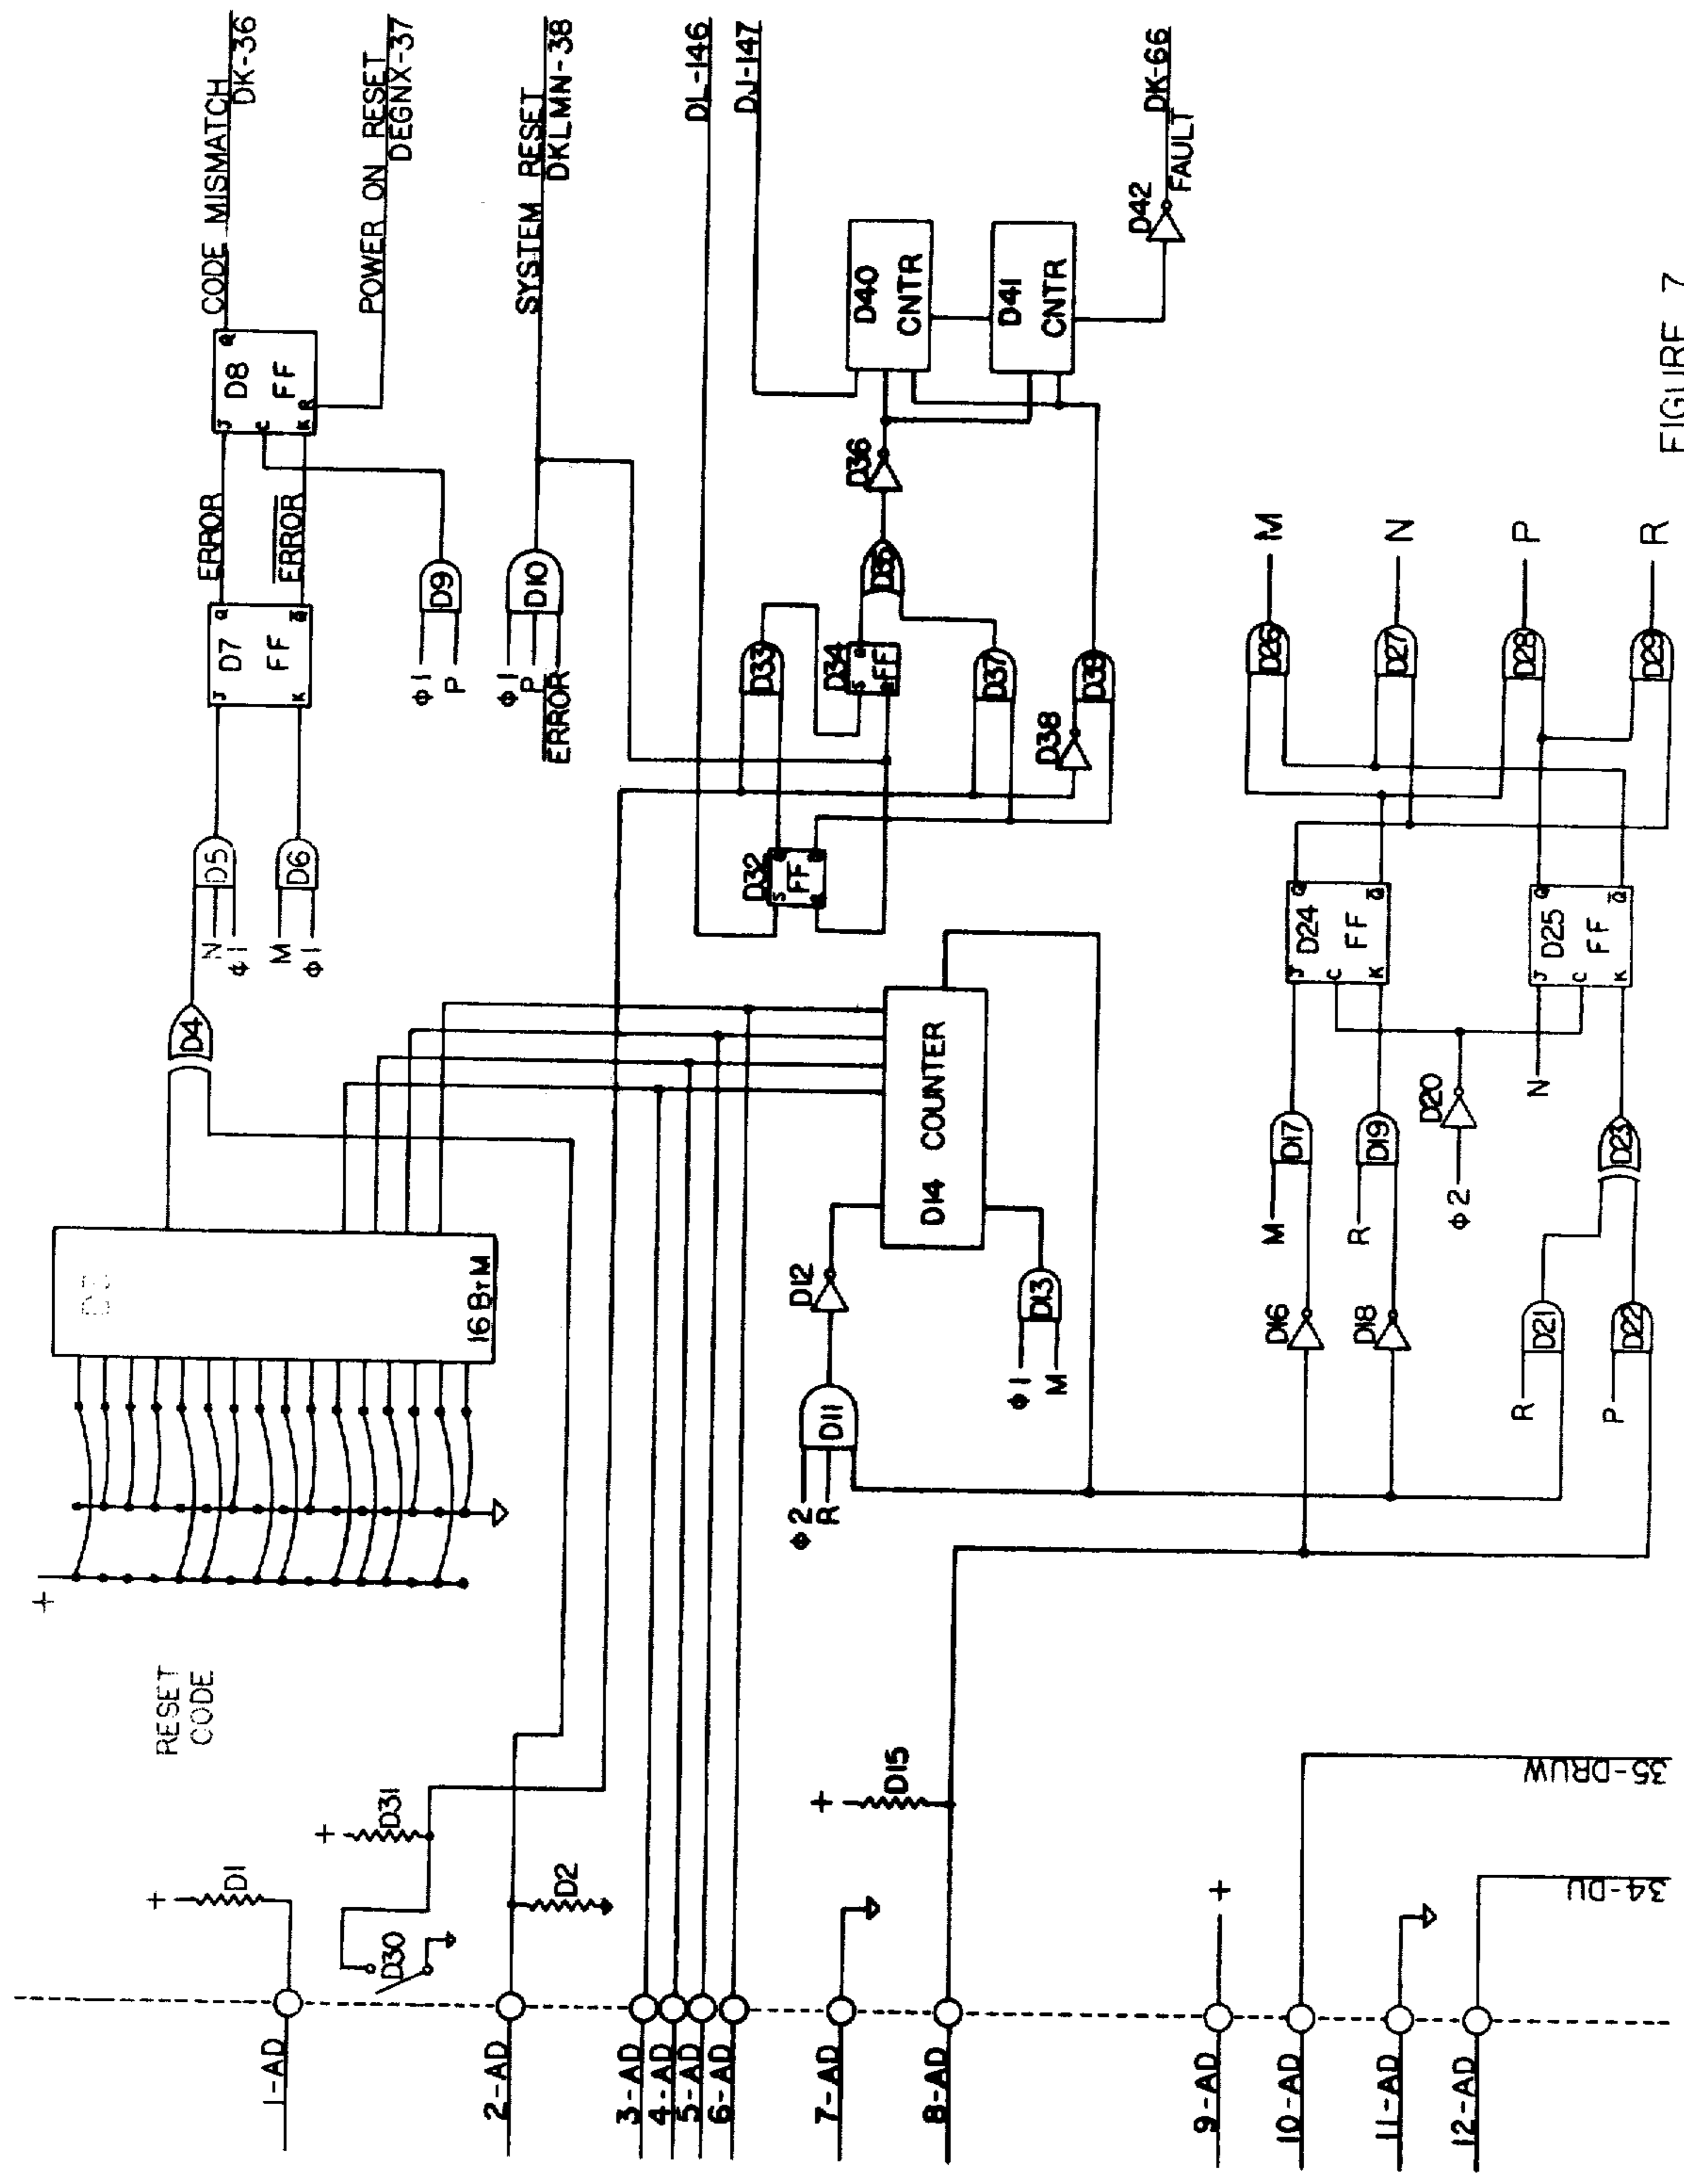 CODE MISMATCH
DK-36
POWER ON RESET
DEGNX-37
SYSTEM RESET
DKLMN-38
DL-146
DJ-147
DK-66
FAULT
D42
D8
FF
J
C
K
Q
R
ERROR
ERROR
D7
FF
J
K
Q
Q
D9
φ1
P
D10
φ1
P
ERROR
D5
N
φ1
D6
M
φ1
D4
16 BIT M
RESET
CODE
+
D40
CNTR
D41
CNTR
D36
D35
D33
D34
FF
S
D37
D38
D39
D32
FF
S
D14 COUNTER
D12
D11
φ2
R
D13
φ1
M
M
N
P
R
D26
D27
D28
D29
D24
FF
J
C
K
Q
Q
D25
FF
J
C
K
Q
Q
N
D17
M
D19
R
D20
φ2
D23
D16
D18
D21
R
D22
P
+
D1
+
D31
D30
D2
+
D15
+
35-DRUW
34-DU
1-AD
2-AD
3-AD
4-AD
5-AD
6-AD
7-AD
8-AD
9-AD
10-AD
11-AD
12-AD
FIGURE 7